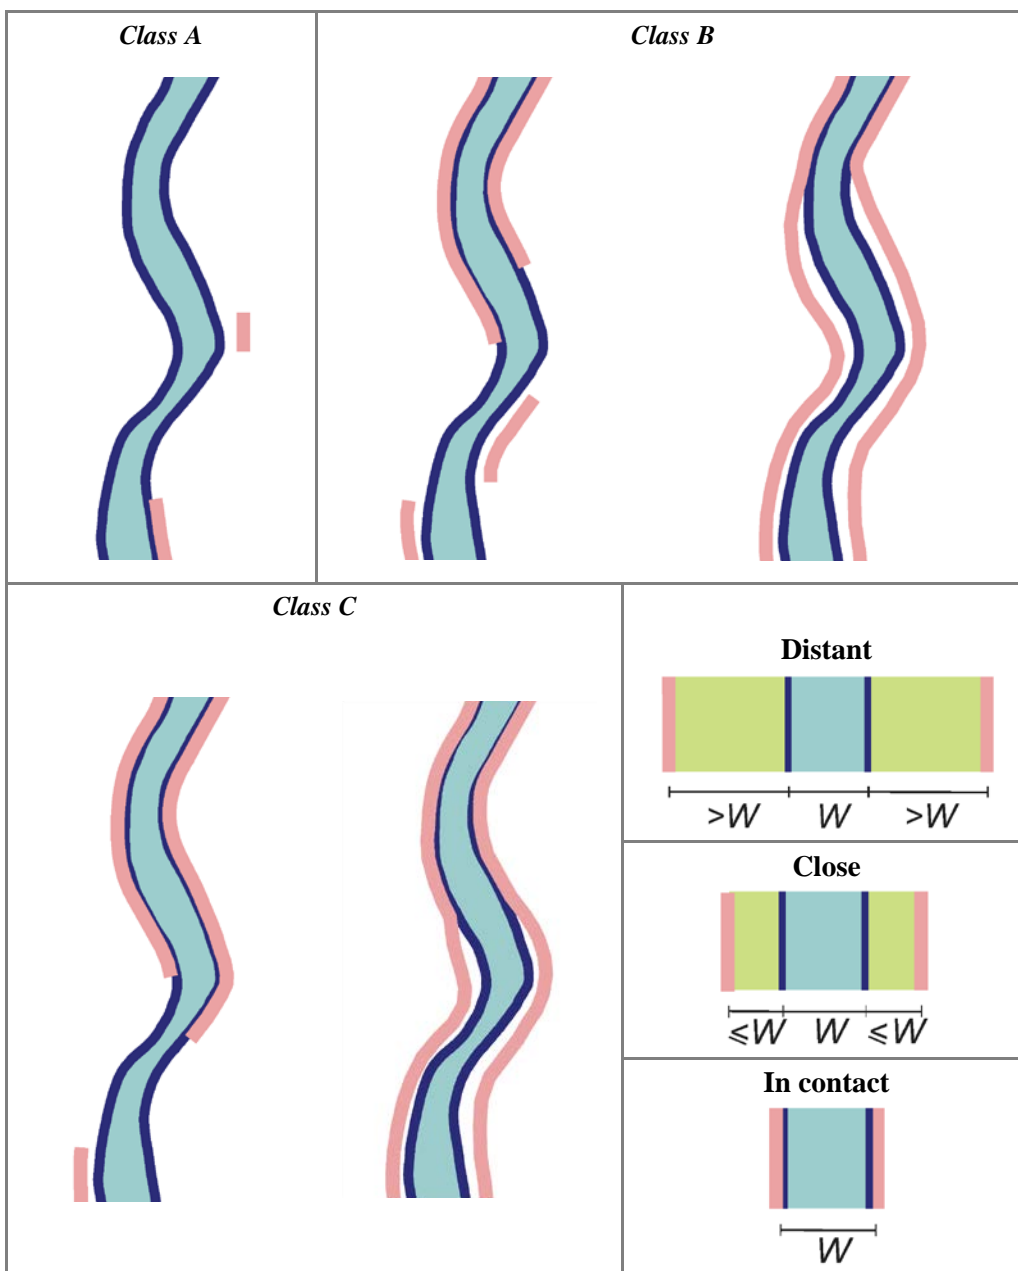 Class A
Class B
Class C
Distant
>W W >W
Close
⩽W W ⩽W
In contact
W